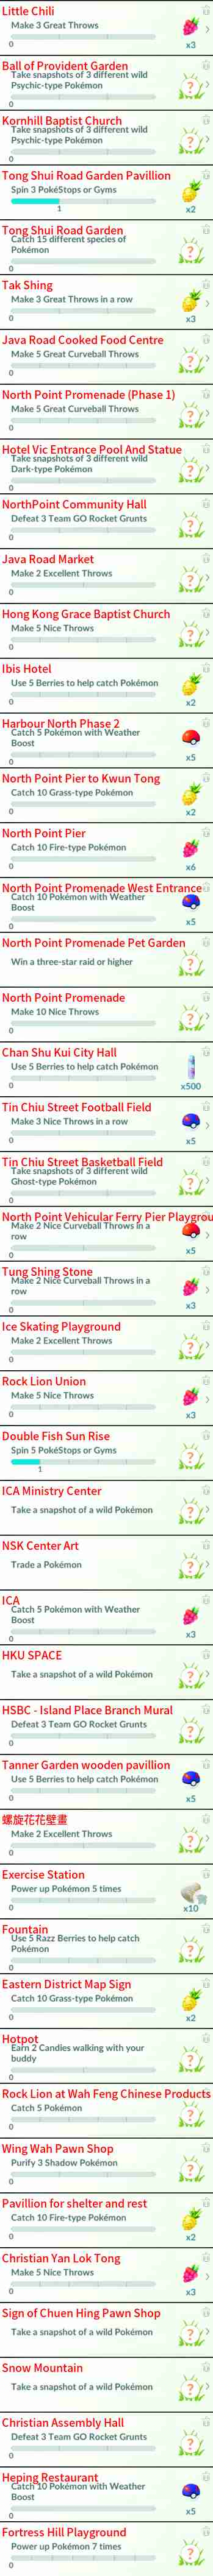 Little Chili
Make 3 Great Throws
0
x3
Ball of Provident Garden
Take snapshots of 3 different wild
Psychic-type Pokémon
?
0
Kornhill Baptist Church
Take snapshots of 3 different wild
Psychic-type Pokémon
?
0
Tong Shui Road Garden Pavillion
Spin 3 PokéStops or Gyms
1
x2
Tong Shui Road Garden
Catch 15 different species of
Pokémon
?
0
Tak Shing
Make 3 Great Throws in a row
0
x3
Java Road Cooked Food Centre
Make 5 Great Curveball Throws
?
0
North Point Promenade (Phase 1)
Make 5 Great Curveball Throws
?
0
Hotel Vic Entrance Pool And Statue
Take snapshots of 3 different wild
Dark-type Pokémon
?
0
NorthPoint Community Hall
Defeat 3 Team GO Rocket Grunts
?
0
Java Road Market
Make 2 Excellent Throws
?
0
Hong Kong Grace Baptist Church
Make 5 Nice Throws
?
0
Ibis Hotel
Use 5 Berries to help catch Pokémon
0
x2
Harbour North Phase 2
Catch 5 Pokémon with Weather
Boost
0
x5
North Point Pier to Kwun Tong
Catch 10 Grass-type Pokémon
0
x2
North Point Pier
Catch 10 Fire-type Pokémon
0
x6
North Point Promenade West Entrance
Catch 10 Pokémon with Weather
Boost
0
x5
North Point Promenade Pet Garden
Win a three-star raid or higher
?
North Point Promenade
Make 10 Nice Throws
?
0
Chan Shu Kui City Hall
Use 5 Berries to help catch Pokémon
0
x500
Tin Chiu Street Football Field
Make 3 Nice Throws in a row
0
x5
Tin Chiu Street Basketball Field
Take snapshots of 3 different wild
Ghost-type Pokémon
?
0
North Point Vehicular Ferry Pier Playgrou
Make 2 Nice Curveball Throws in a
row
0
x5
Tung Shing Stone
Make 2 Nice Curveball Throws in a
row
0
x3
Ice Skating Playground
Make 2 Excellent Throws
?
0
Rock Lion Union
Make 5 Nice Throws
0
x3
Double Fish Sun Rise
Spin 5 PokéStops or Gyms
?
1
ICA Ministry Center
Take a snapshot of a wild Pokémon
?
NSK Center Art
Trade a Pokémon
?
ICA
Catch 5 Pokémon with Weather
Boost
0
x3
HKU SPACE
Take a snapshot of a wild Pokémon
?
HSBC - Island Place Branch Mural
Defeat 3 Team GO Rocket Grunts
?
0
Tanner Garden wooden pavillion
Use 5 Berries to help catch Pokémon
0
x5
螺旋花花壁畫
Make 2 Excellent Throws
?
0
Exercise Station
Power up Pokémon 5 times
0
x10
Fountain
Use 5 Razz Berries to help catch
Pokémon
?
0
Eastern District Map Sign
Catch 10 Grass-type Pokémon
0
x2
Hotpot
Earn 2 Candies walking with your
buddy
?
0
Rock Lion at Wah Feng Chinese Products
Catch 5 Pokémon
?
0
Wing Wah Pawn Shop
Purify 3 Shadow Pokémon
?
0
Pavillion for shelter and rest
Catch 10 Fire-type Pokémon
0
x2
Christian Yan Lok Tong
Make 5 Nice Throws
0
x3
Sign of Chuen Hing Pawn Shop
Take a snapshot of a wild Pokémon
?
Snow Mountain
Take a snapshot of a wild Pokémon
?
Christian Assembly Hall
Defeat 3 Team GO Rocket Grunts
?
0
Heping Restaurant
Catch 10 Pokémon with Weather
Boost
0
x5
Fortress Hill Playground
Power up Pokémon 7 times
?
0